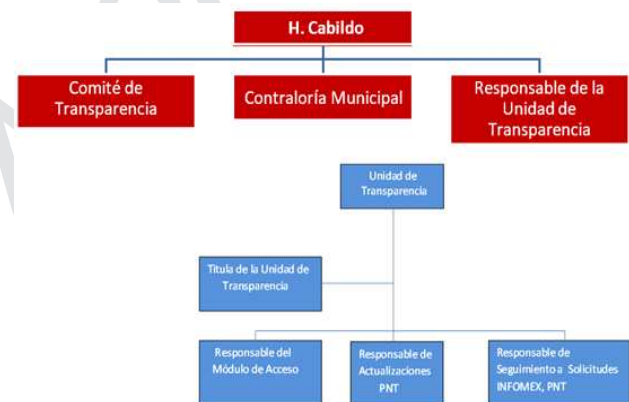 H. Cabildo
Comité de
Transparencia
Contraloría Municipal
Responsable de la
Unidad de
Transparencia
Unidad de
Transparencia
Titula de la Unidad de
Transparencia
Responsable del
Módulo de Acceso
Responsable de
Actualizaciones
PNT
Responsable de
Seguimiento a Solicitudes
INFOMEX, PNT